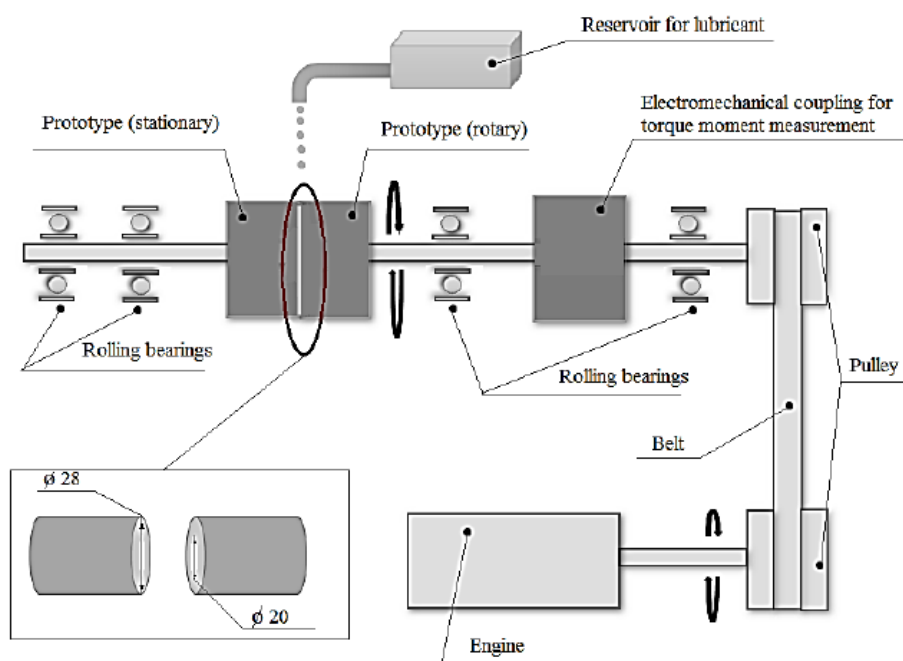 Reservoir for lubricant
Electromechanical coupling for
torque moment measurement
Prototype (stationary)
Prototype (rotary)
Rolling bearings
Rolling bearings
Pulley
Belt
ϕ 28
ϕ 20
Engine